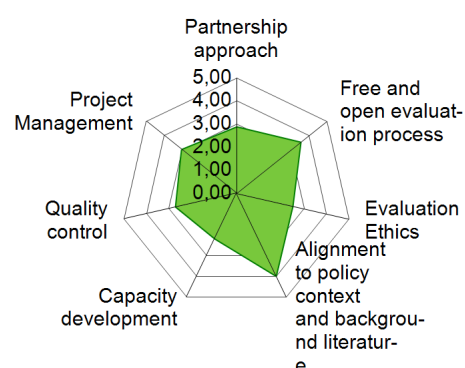 Partnership
approach
5,00
4,00
3,00
2,00
1,00
0,00
Free and
open evaluat-
ion process
Evaluation
Ethics
Alignment
to policy
context
and backgrou-
nd literatur-
e
Capacity
development
Quality
control
Project
Management